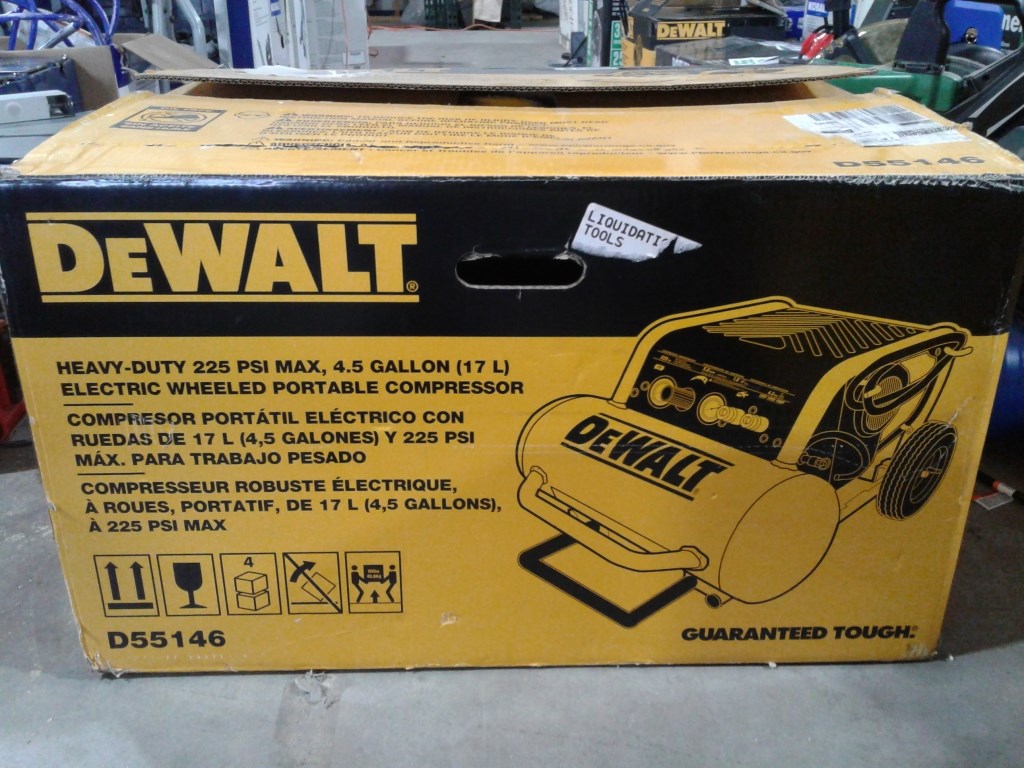 DEWALT
D55146
DEWALT®
LIQUIDATI
TOOLS
HEAVY-DUTY 225 PSI MAX, 4.5 GALLON (17 L)
ELECTRIC WHEELED PORTABLE COMPRESSOR
COMPRESOR PORTÁTIL ELÉCTRICO CON
RUEDAS DE 17 L (4,5 GALONES) Y 225 PSI
MÁX. PARA TRABAJO PESADO
COMPRESSEUR ROBUSTE ÉLECTRIQUE,
À ROUES, PORTATIF, DE 17 L (4,5 GALLONS),
À 225 PSI MAX
DEWALT
4
D55146
GUARANTEED TOUGH.®